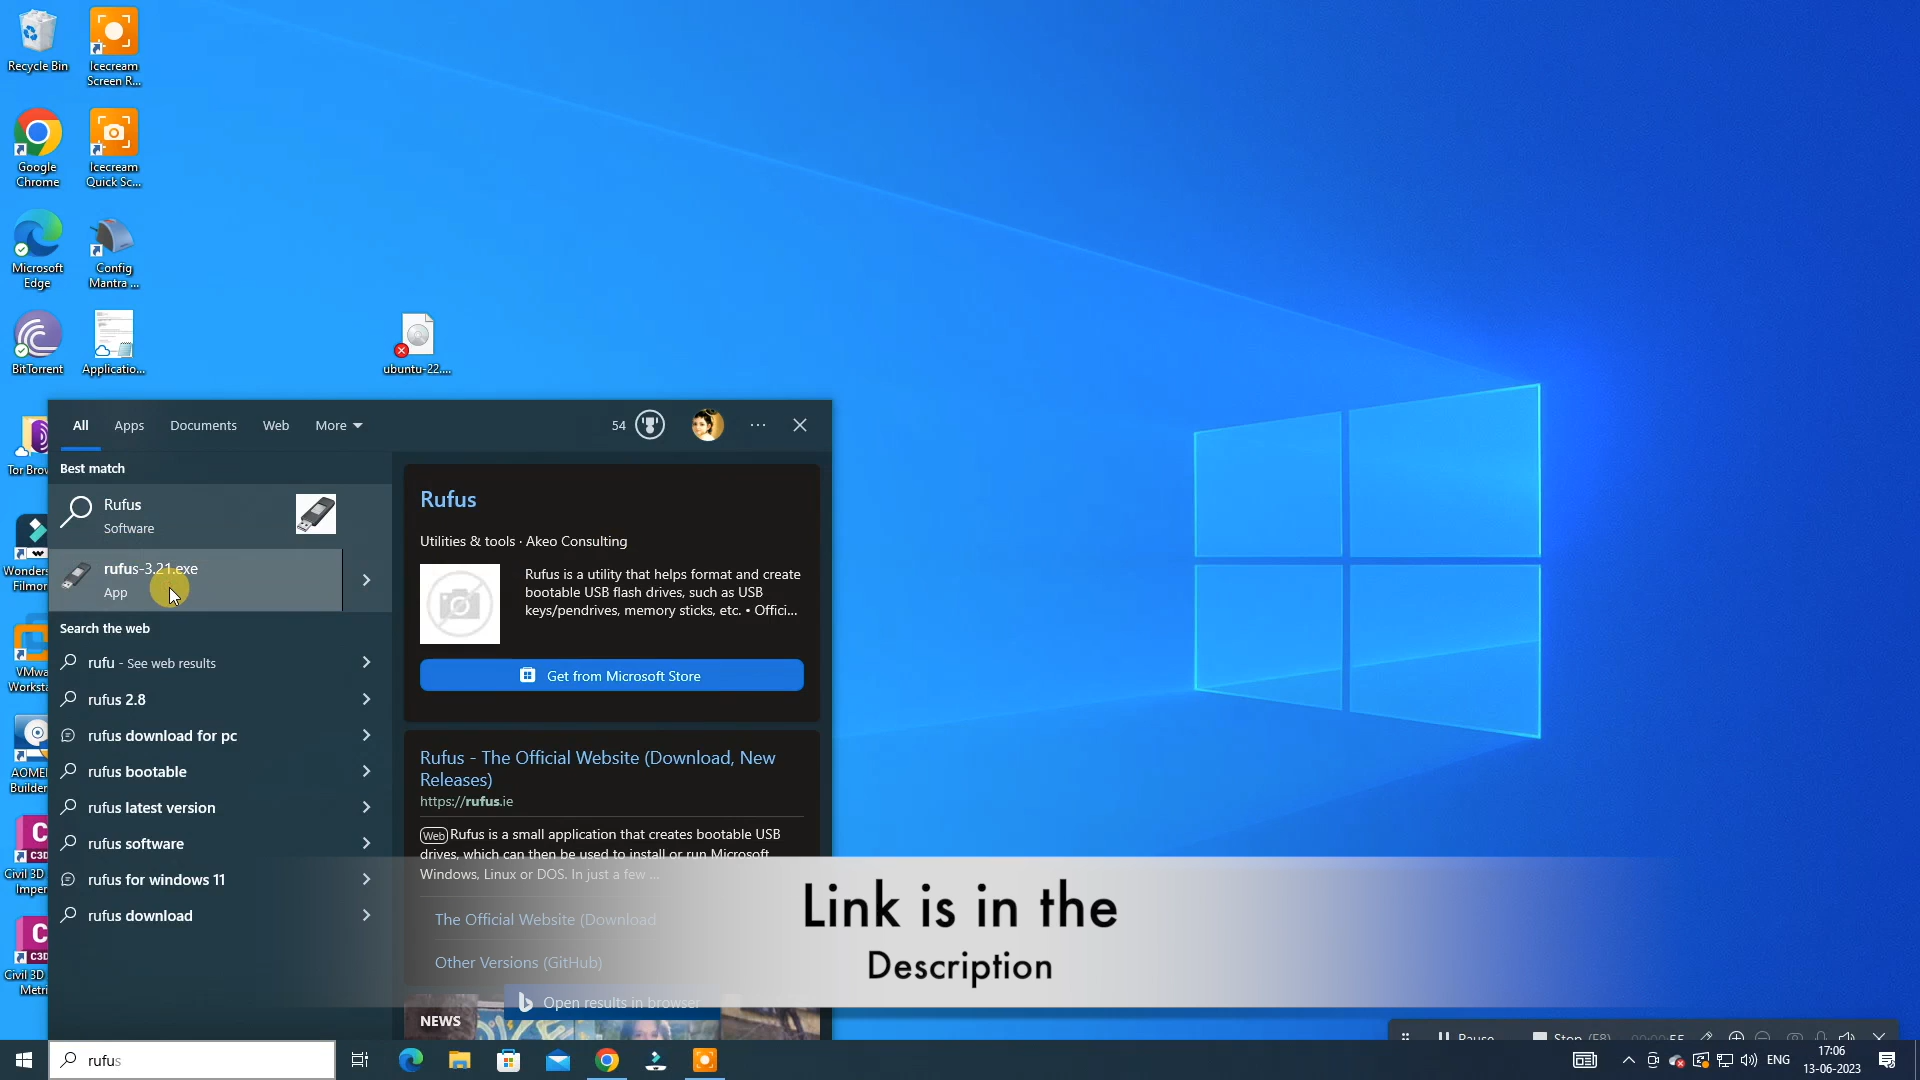 Recycle Bin
Icecream
Screen R...
Google
Chrome
Icecream
Quick Sc...
Microsoft
Edge
Config
Mantra ...
BitTorrent
Applicatio...
ubuntu-22....
Tor Brow
Wonders
Filmor
VMwa
Worksta
AOMEI
Builder
C3D
Civil 3D
Imper
C3D
Civil 3D
Metri
All
Apps
Documents
Web
More
54
Best match
Rufus
Software
rufus-3.21.exe
App
Search the web
rufu - See web results
rufus 2.8
rufus download for pc
rufus bootable
rufus latest version
rufus software
rufus for windows 11
rufus download
Rufus
Utilities & tools · Akeo Consulting
Rufus is a utility that helps format and create
bootable USB flash drives, such as USB
keys/pendrives, memory sticks, etc. • Offici...
Get from Microsoft Store
Rufus - The Official Website (Download, New
Releases)
https://rufus.ie
Web Rufus is a small application that creates bootable USB
drives, which can then be used to install or run Microsoft
Windows, Linux or DOS. In just a few ...
The Official Website (Download
Other Versions (GitHub)
Open results in browser
NEWS
Link is in the
Description
Pause
Stop (F8)
00:00:55
rufus
ENG
17:06
13-06-2023